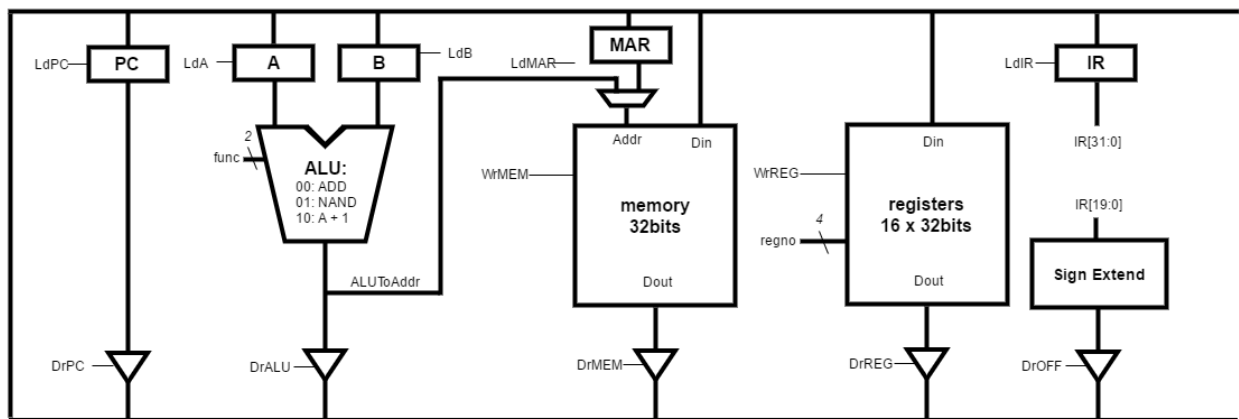 LdPC
PC
LdA
A
B
LdB
LdMAR
MAR
LdIR
IR
func
2
ALU:
00: ADD
01: NAND
10: A + 1
ALUToAddr
Addr
Din
WrMEM
memory
32bits
Dout
Din
WrREG
4
regno
registers
16 x 32bits
Dout
IR[31:0]
IR[19:0]
Sign Extend
DrPC
DrALU
DrMEM
DrREG
DrOFF